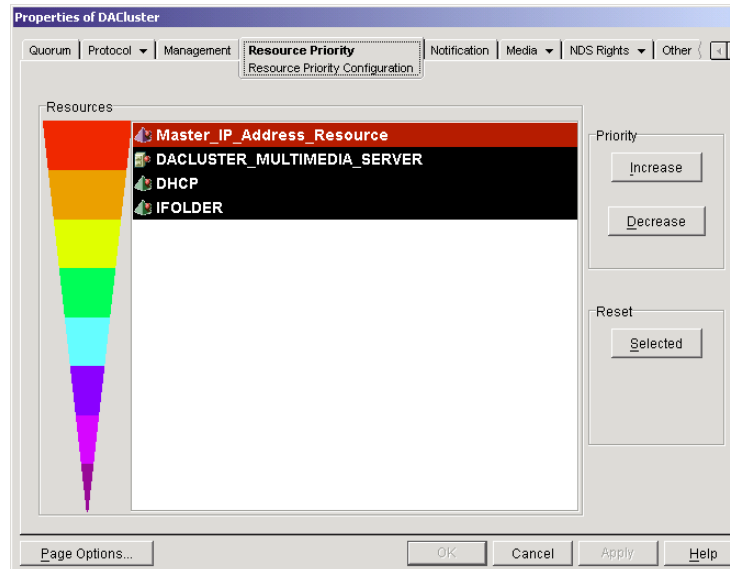 Properties of DACluster
Quorum Protocol Management Resource Priority Notification Media NDS Rights Other
Resource Priority Configuration
Resources
Master_IP_Address_Resource
DACLUSTER_MULTIMEDIA_SERVER
DHCP
IFOLDER
Priority
Increase
Decrease
Reset
Selected
Page Options... OK Cancel Apply Help